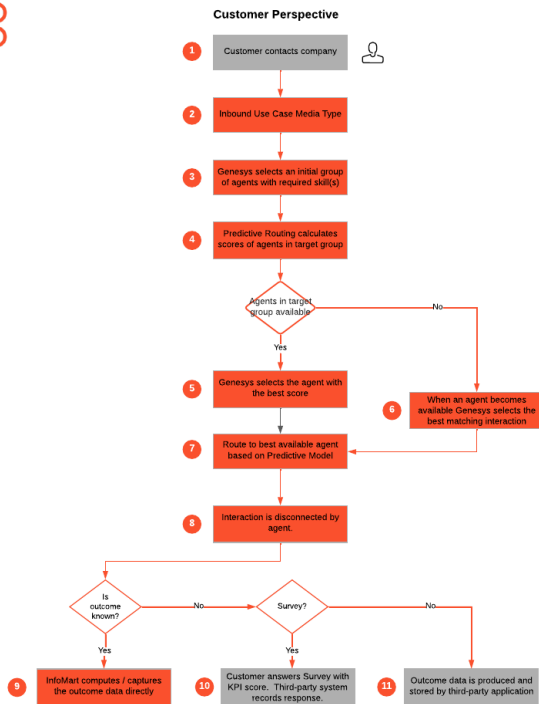 Customer Perspective
1
Customer contacts company
2
Inbound Use Case Media Type
3
Genesys selects an initial group
of agents with required skill(s)
4
Predictive Routing calculates
scores of agents in target group
Agents in target
group available
No
Yes
5
Genesys selects the agent with
the best score
6
When an agent becomes
available Genesys selects the
best matching interaction
7
Route to best available agent
based on Predictive Model
8
Interaction is disconnected by
agent.
Is
outcome
known?
No
Survey?
No
Yes
Yes
9
InfoMart computes / captures
the outcome data directly
10
Customer answers Survey with
KPI score. Third-party system
records response.
11
Outcome data is produced and
stored by third-party application